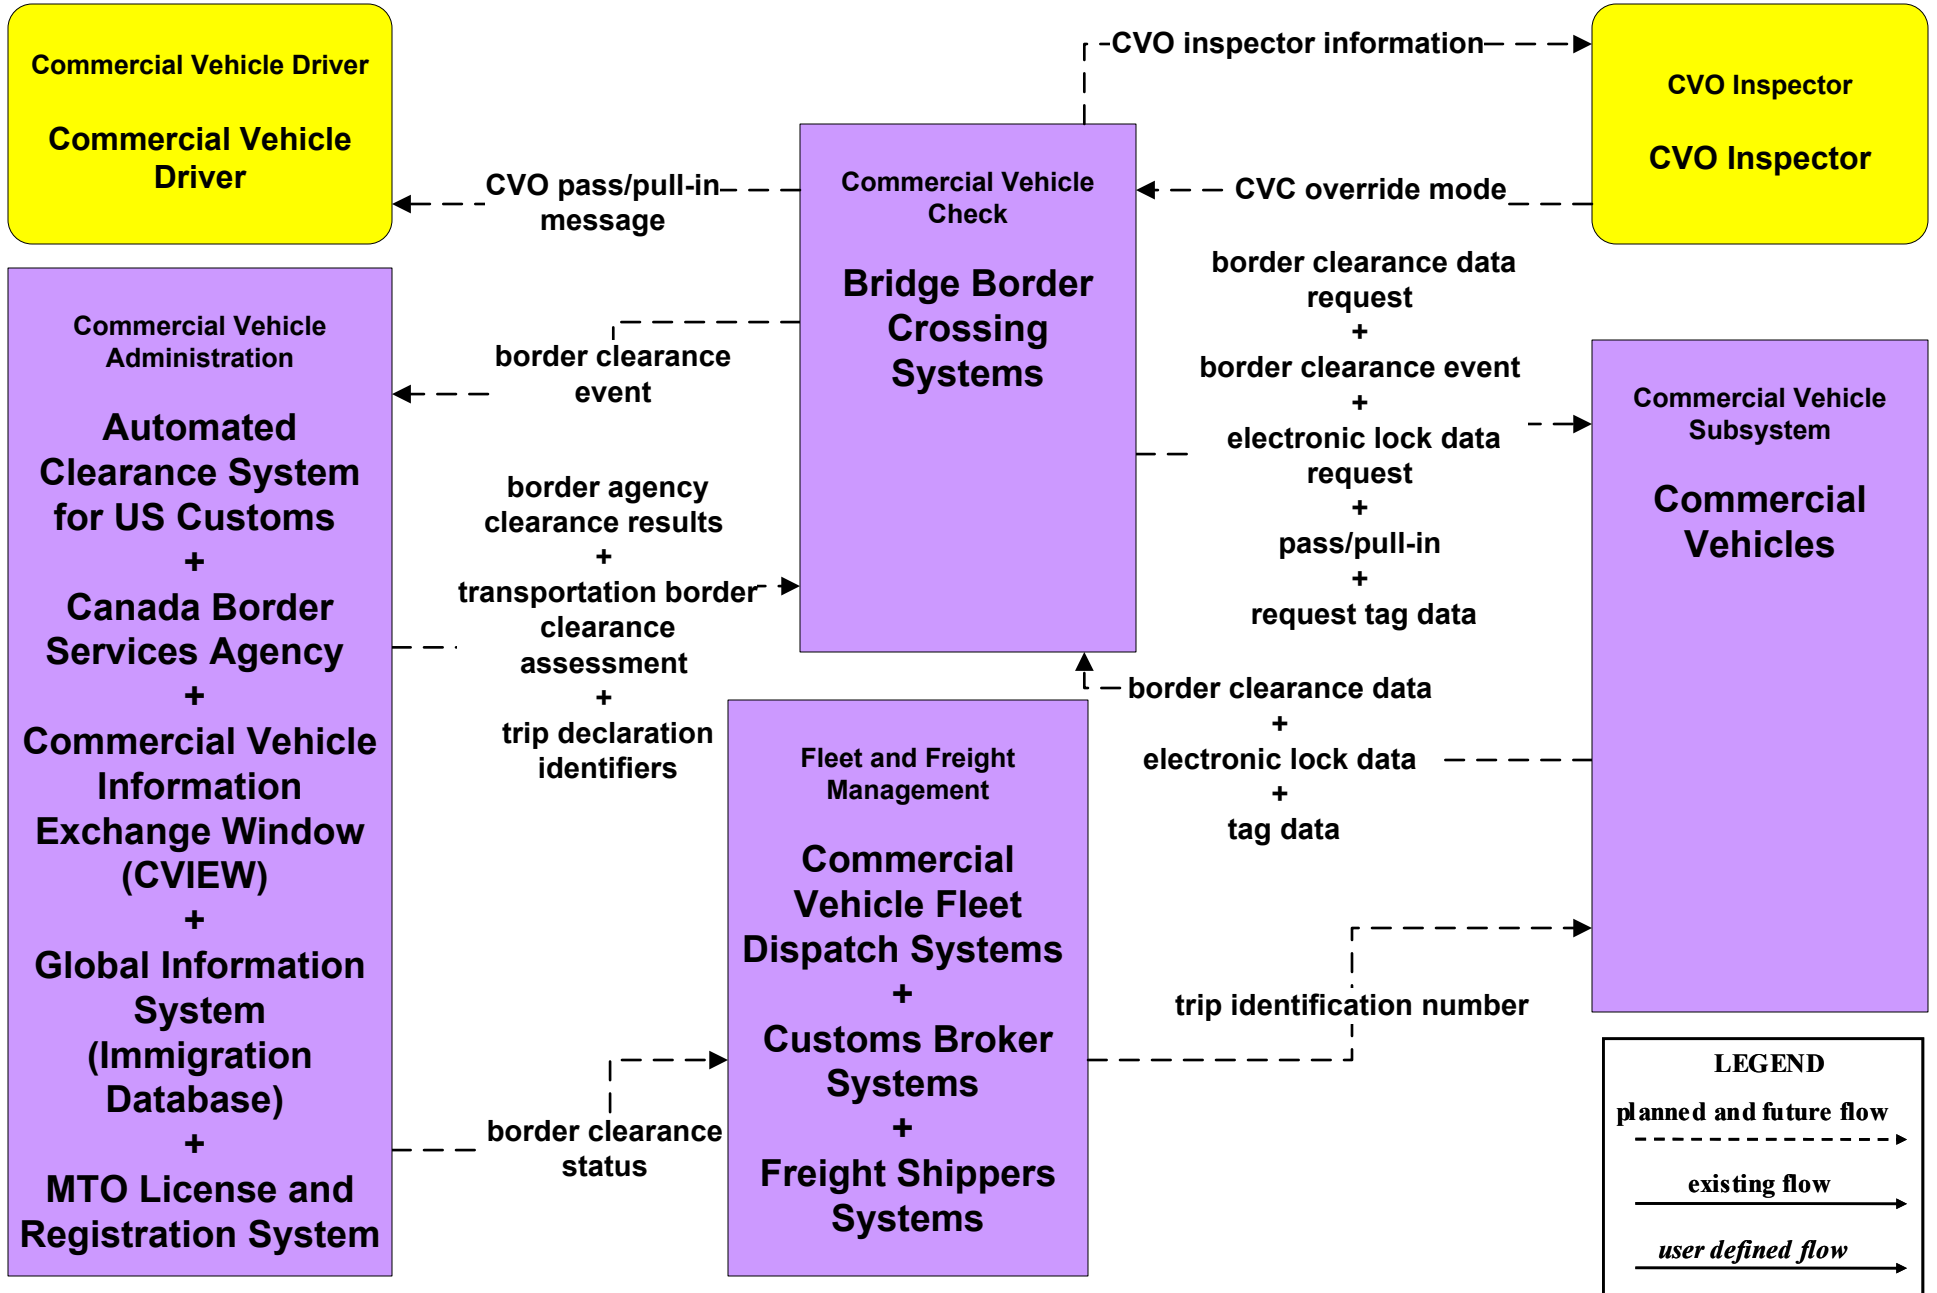 Commercial Vehicle Driver
Commercial Vehicle
Driver
CVO inspector information
CVO Inspector
CVO Inspector
CVO pass/pull-in
message
Commercial Vehicle
Check
Bridge Border
Crossing
Systems
CVC override mode
border clearance
event
border clearance data
request
+
border clearance event
+
electronic lock data
request
+
pass/pull-in
+
request tag data
Commercial Vehicle
Administration
Automated
Clearance System
for US Customs
+
Canada Border
Services Agency
+
Commercial Vehicle
Information
Exchange Window
(CVIEW)
+
Global Information
System
(Immigration
Database)
+
MTO License and
Registration System
border agency
clearance results
+
transportation border
clearance
assessment
+
trip declaration
identifiers
Commercial Vehicle
Subsystem
Commercial
Vehicles
border clearance data
+
electronic lock data
+
tag data
Fleet and Freight
Management
Commercial
Vehicle Fleet
Dispatch Systems
+
Customs Broker
Systems
+
Freight Shippers
Systems
trip identification number
border clearance
status
LEGEND
planned and future flow
existing flow
user defined flow